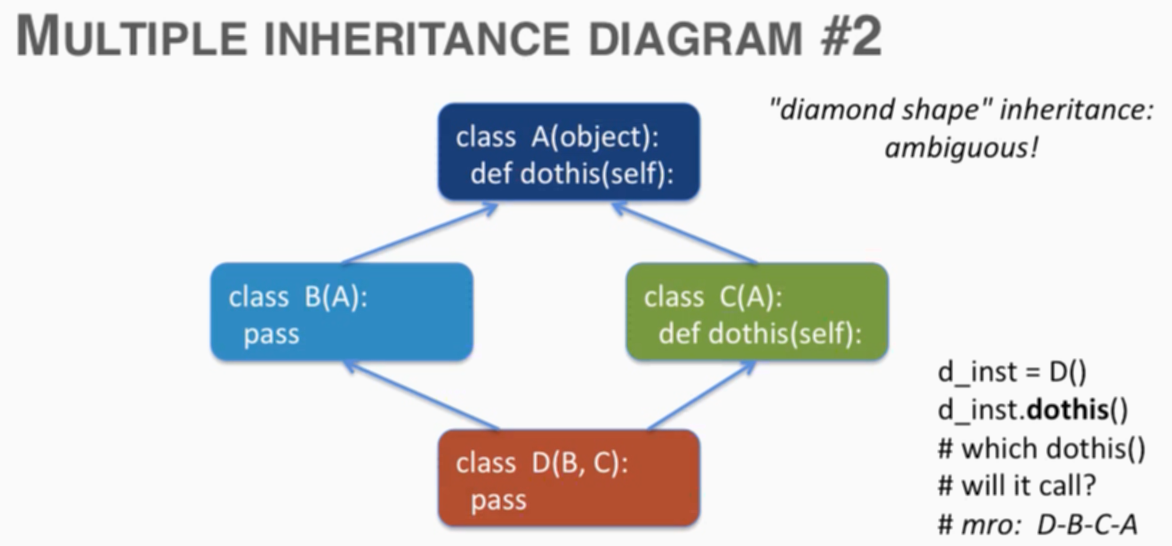 MULTIPLE INHERITANCE DIAGRAM #2
"diamond shape" inheritance:
ambiguous!
class  A(object):
  def dothis(self):
class  B(A):
  pass
class  C(A):
  def dothis(self):
class  D(B, C):
  pass
d_inst = D()
d_inst.dothis()
# which dothis()
# will it call?
# mro:  D-B-C-A